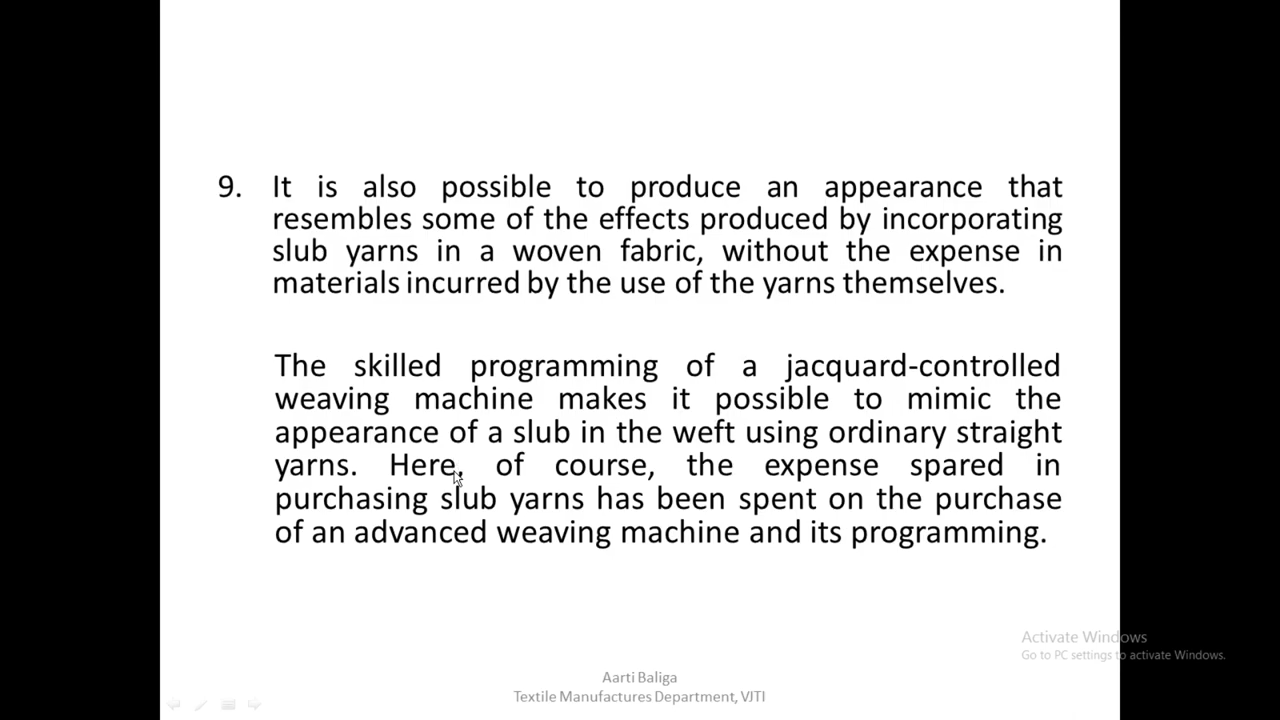 9. It is also possible to produce an appearance that
resembles some of the effects produced by incorporating
slub yarns in a woven fabric, without the expense in
materials incurred by the use of the yarns themselves.
The skilled programming of a jacquard-controlled
weaving machine makes it possible to mimic the
appearance of a slub in the weft using ordinary straight
yarns. Here, of course, the expense spared in
purchasing slub yarns has been spent on the purchase
of an advanced weaving machine and its programming.
Activate Windows
Go to PC settings to activate Windows.
Aarti Baliga
Textile Manufactures Department, VJTI